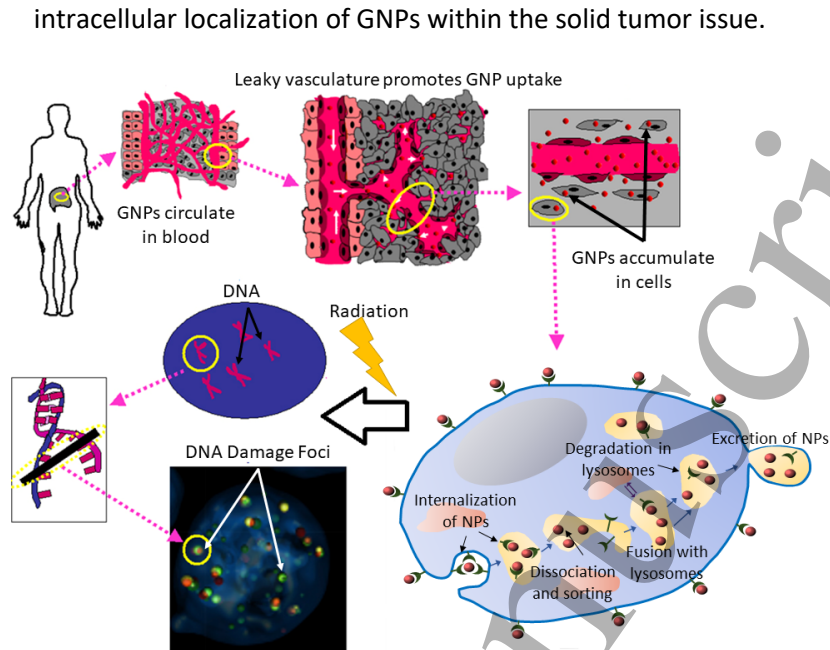 intracellular localization of GNPs within the solid tumor issue.
Leaky vasculature promotes GNP uptake
GNPs circulate
in blood
GNPs accumulate
in cells
DNA
Radiation
DNA Damage Foci
Degradation in
lysosomes
Excretion of NPs
Internalization
of NPs
Fusion with
lysosomes
Dissociation
and sorting